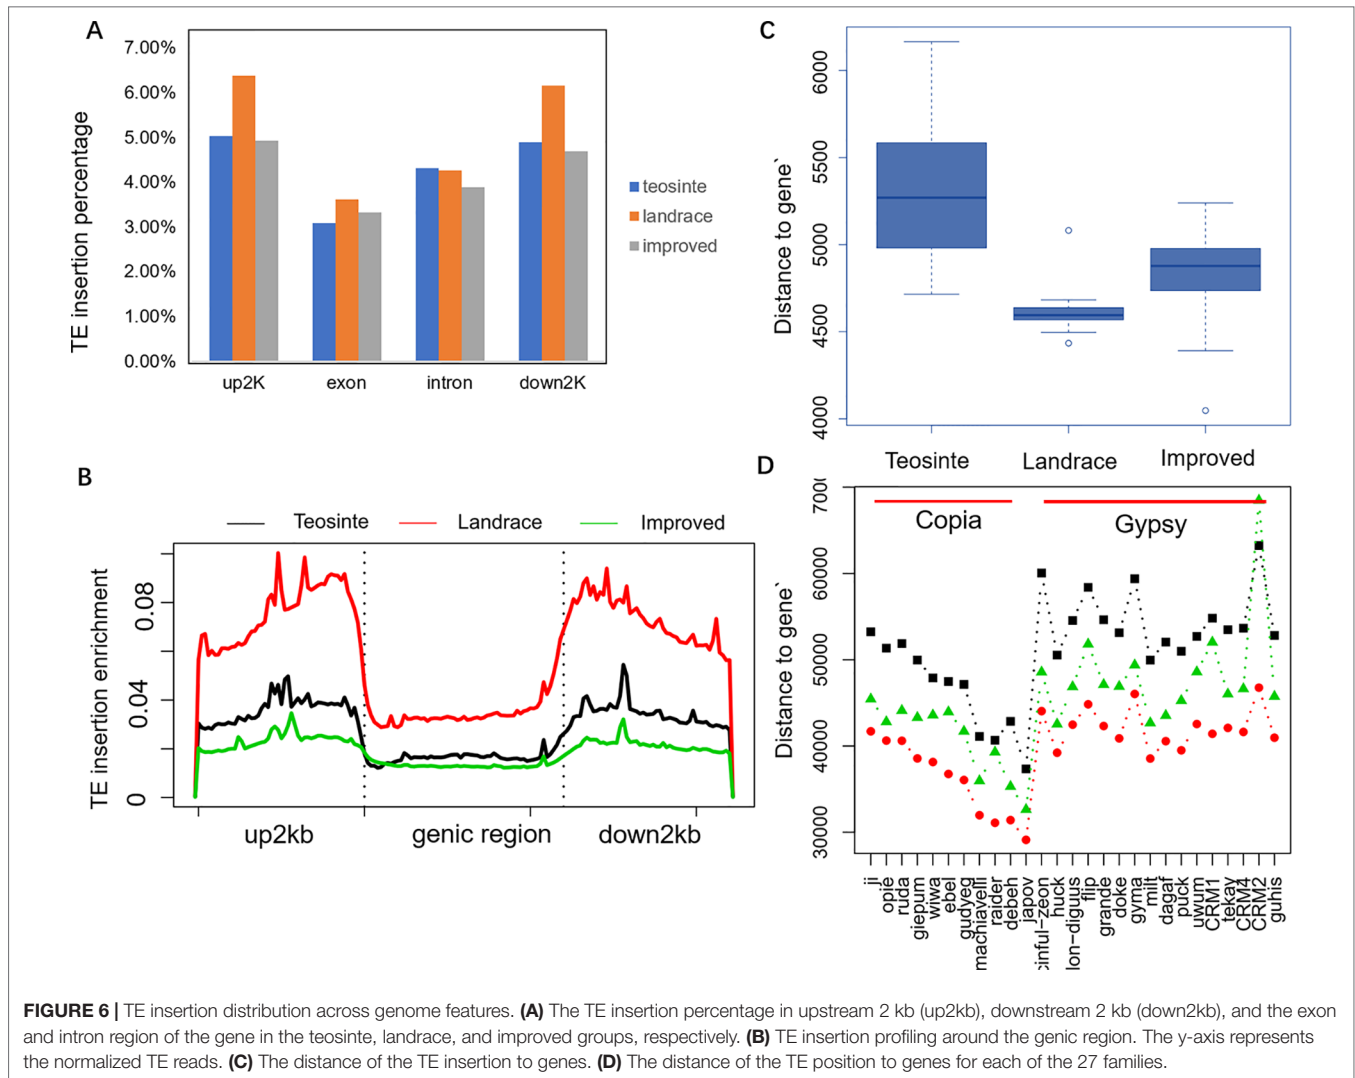 A
7.00%
6.00%
5.00%
4.00%
3.00%
2.00%
1.00%
0.00%
TE insertion percentage
up2K
exon
intron
down2K
teosinte
landrace
improved
B
Teosinte
Landrace
Improved
TE insertion enrichment
0.08
0.04
0
up2kb
genic region
down2kb
C
Distance to gene`
6000
5500
5000
4500
4000
Teosinte
Landrace
Improved
D
Distance to gene`
60000
50000
40000
30000
Copia
Gypsy
ji
opie
ruda
giepum
wiwa
ebel
gudyeg
machiavelli
raider
debeh
japov
cinful-zeon
huck
lon-diguus
flip
grande
doke
gyma
milt
dagaf
puck
uwum
CRM1
tekay
CRM4
CRM2
guhis
FIGURE 6 | TE insertion distribution across genome features. (A) The TE insertion percentage in upstream 2 kb (up2kb), downstream 2 kb (down2kb), and the exon
and intron region of the gene in the teosinte, landrace, and improved groups, respectively. (B) TE insertion profiling around the genic region. The y-axis represents
the normalized TE reads. (C) The distance of the TE insertion to genes. (D) The distance of the TE position to genes for each of the 27 families.